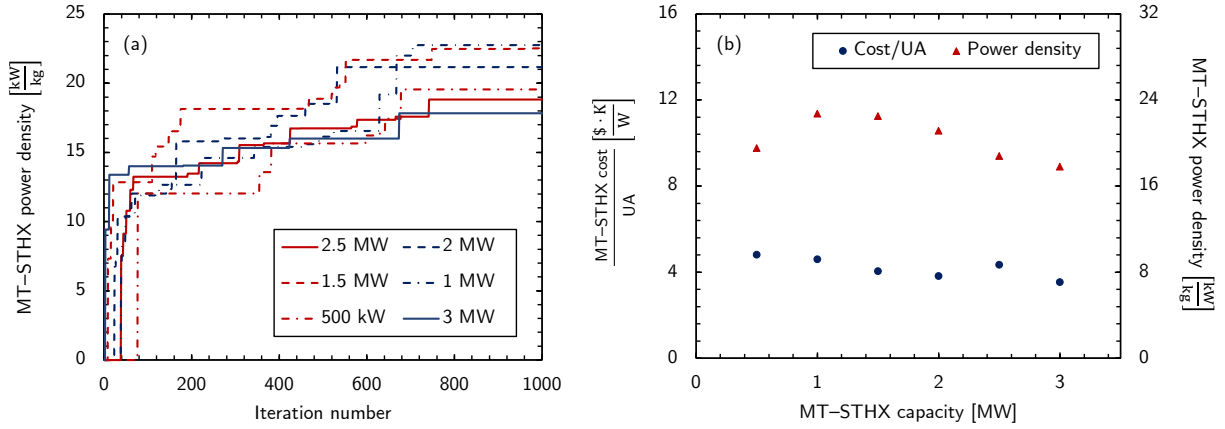 (a)
MT–STHX power density [kW/kg]
25
20
15
10
5
0
0 200 400 600 800 1000
Iteration number
2.5 MW 2 MW
1.5 MW 1 MW
500 kW 3 MW
(b)
Cost/UA Power density
MT–STHX cost / UA [$ · K / W]
16
12
8
4
0
0 1 2 3
MT–STHX capacity [MW]
32
24
16
8
0
MT–STHX power density [kW/kg]